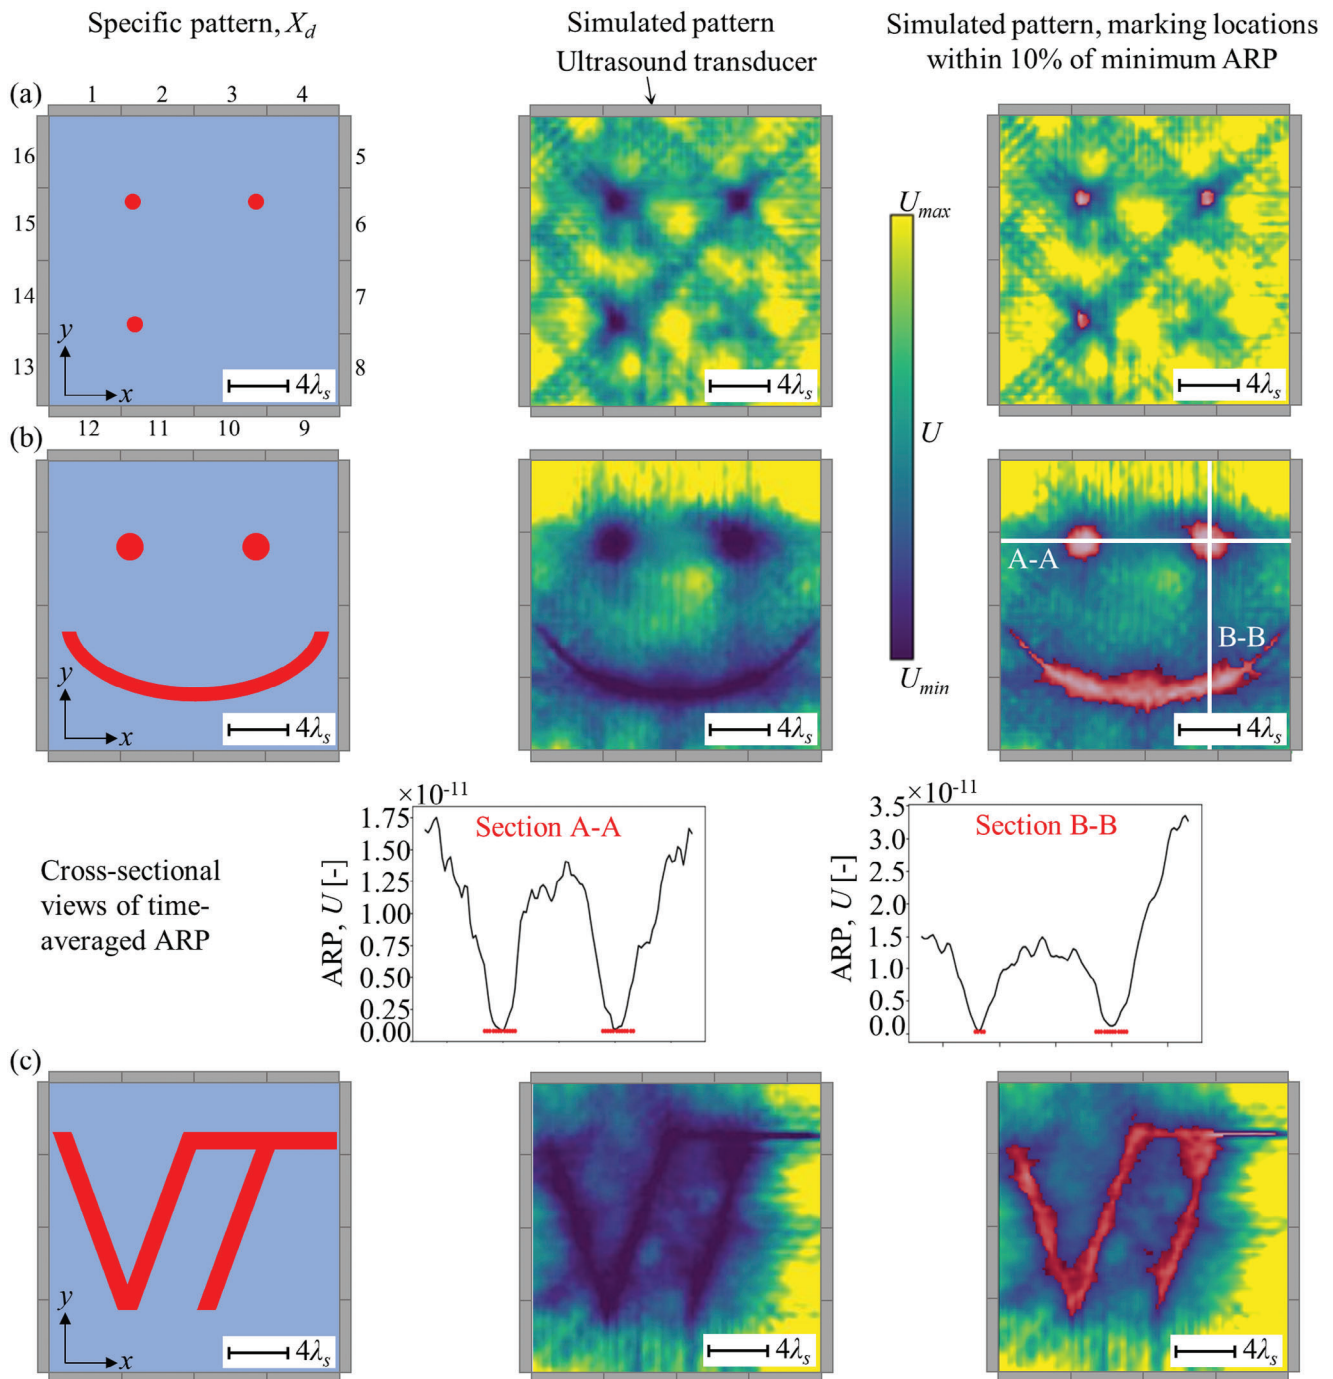 Specific pattern, X_d
Simulated pattern
Simulated pattern, marking locations
within 10% of minimum ARP
Ultrasound transducer
(a)
1 2 3 4
16 5
15 6
14 7
13 8
y
x
4λ_s
4λ_s
4λ_s
12 11 10 9
U_max
U
U_min
(b)
y
x
4λ_s
4λ_s
A-A
B-B
4λ_s
Cross-sectional
views of time-
averaged ARP
×10⁻¹¹
1.75
1.50
1.25
1.00
0.75
0.50
0.25
0.00
ARP, U [-]
Section A-A
×10⁻¹¹
3.5
3.0
2.5
2.0
1.5
1.0
0.5
0.0
ARP, U [-]
Section B-B
(c)
y
x
4λ_s
4λ_s
4λ_s